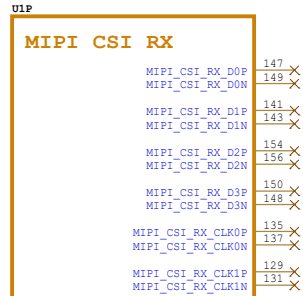 U1P
MIPI CSI RX
MIPI_CSI_RX_D0P 147
MIPI_CSI_RX_D0N 149
MIPI_CSI_RX_D1P 141
MIPI_CSI_RX_D1N 143
MIPI_CSI_RX_D2P 154
MIPI_CSI_RX_D2N 156
MIPI_CSI_RX_D3P 150
MIPI_CSI_RX_D3N 148
MIPI_CSI_RX_CLK0P 135
MIPI_CSI_RX_CLK0N 137
MIPI_CSI_RX_CLK1P 129
MIPI_CSI_RX_CLK1N 131